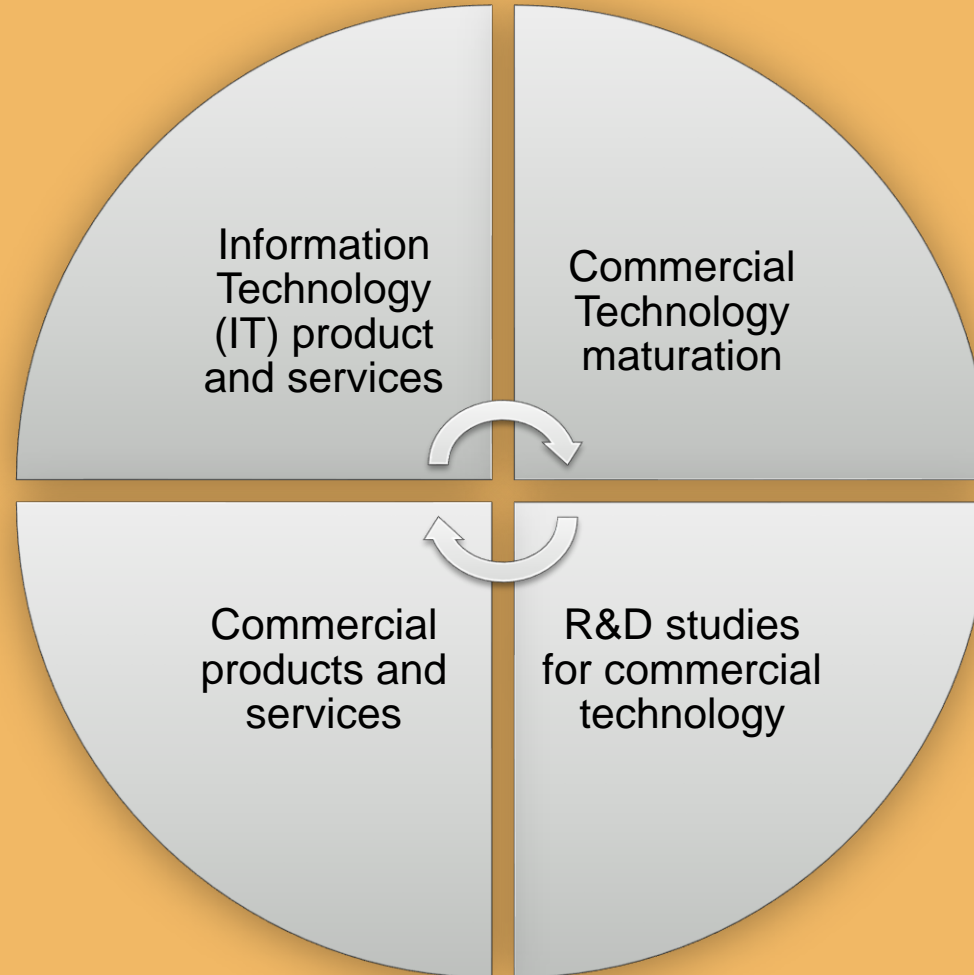 Information
Technology
(IT) product
and services
Commercial
Technology
maturation
Commercial
products and
services
R&D studies
for commercial
technology